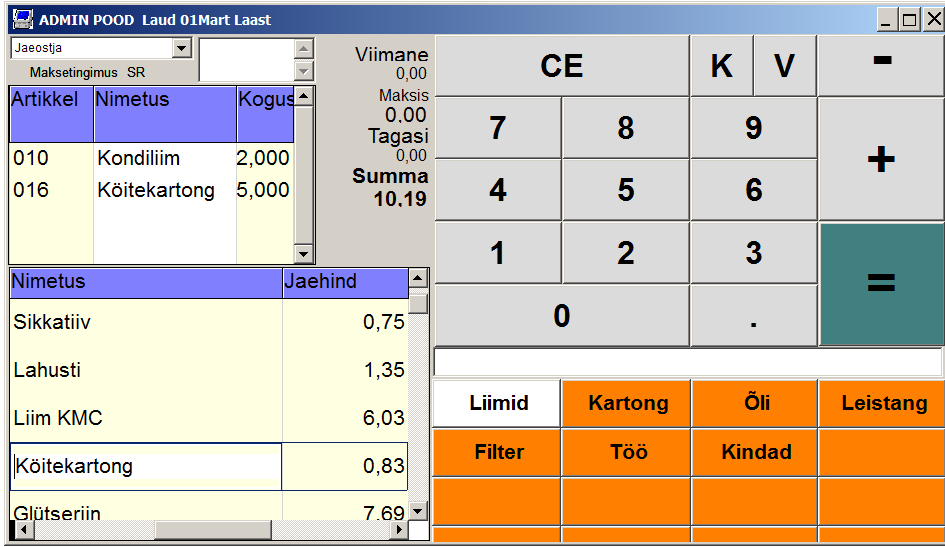 ADMIN POOD Laud 01Mart Laast
Jaeostja
Maksetingimus SR
Viimane
0,00
Maksis
0,00
Tagasi
0,00
Summa
10,19
Artikkel Nimetus Kogus
010 Kondiliim 2,000
016 Köitekartong 5,000
Nimetus Jaehind
Sikkatiiv 0,75
Lahusti 1,35
Liim KMC 6,03
Köitekartong 0,83
Glütseriin 7,69
CE K V -
7 8 9 +
4 5 6
1 2 3 =
0 .
Liimid Kartong Õli Leistang
Filter Töö Kindad